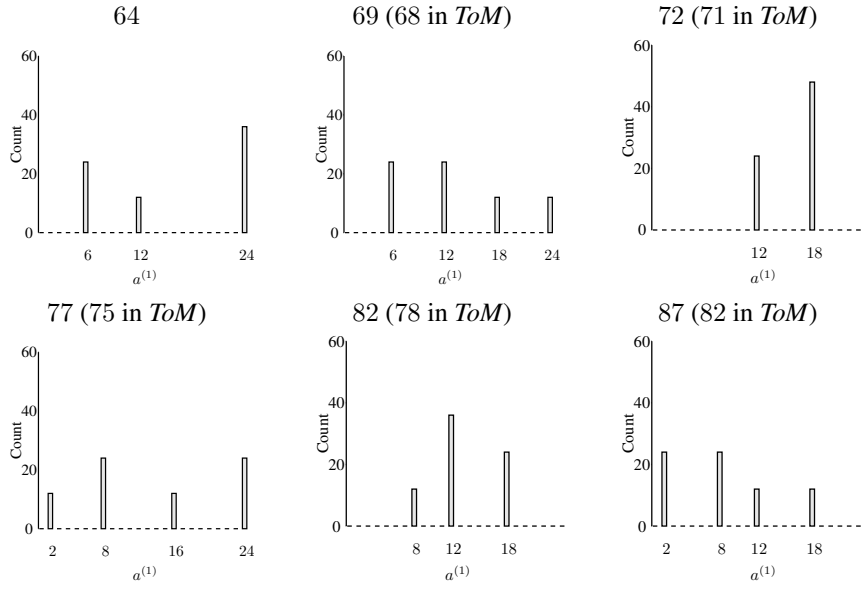 64
60
40
20
0
Count
6 12 24
a^{(1)}
69 (68 in ToM)
60
40
20
0
Count
6 12 18 24
a^{(1)}
72 (71 in ToM)
60
40
20
0
Count
12 18
a^{(1)}
77 (75 in ToM)
60
40
20
0
Count
2 8 16 24
a^{(1)}
82 (78 in ToM)
60
40
20
0
Count
8 12 18
a^{(1)}
87 (82 in ToM)
60
40
20
0
Count
2 8 12 18
a^{(1)}